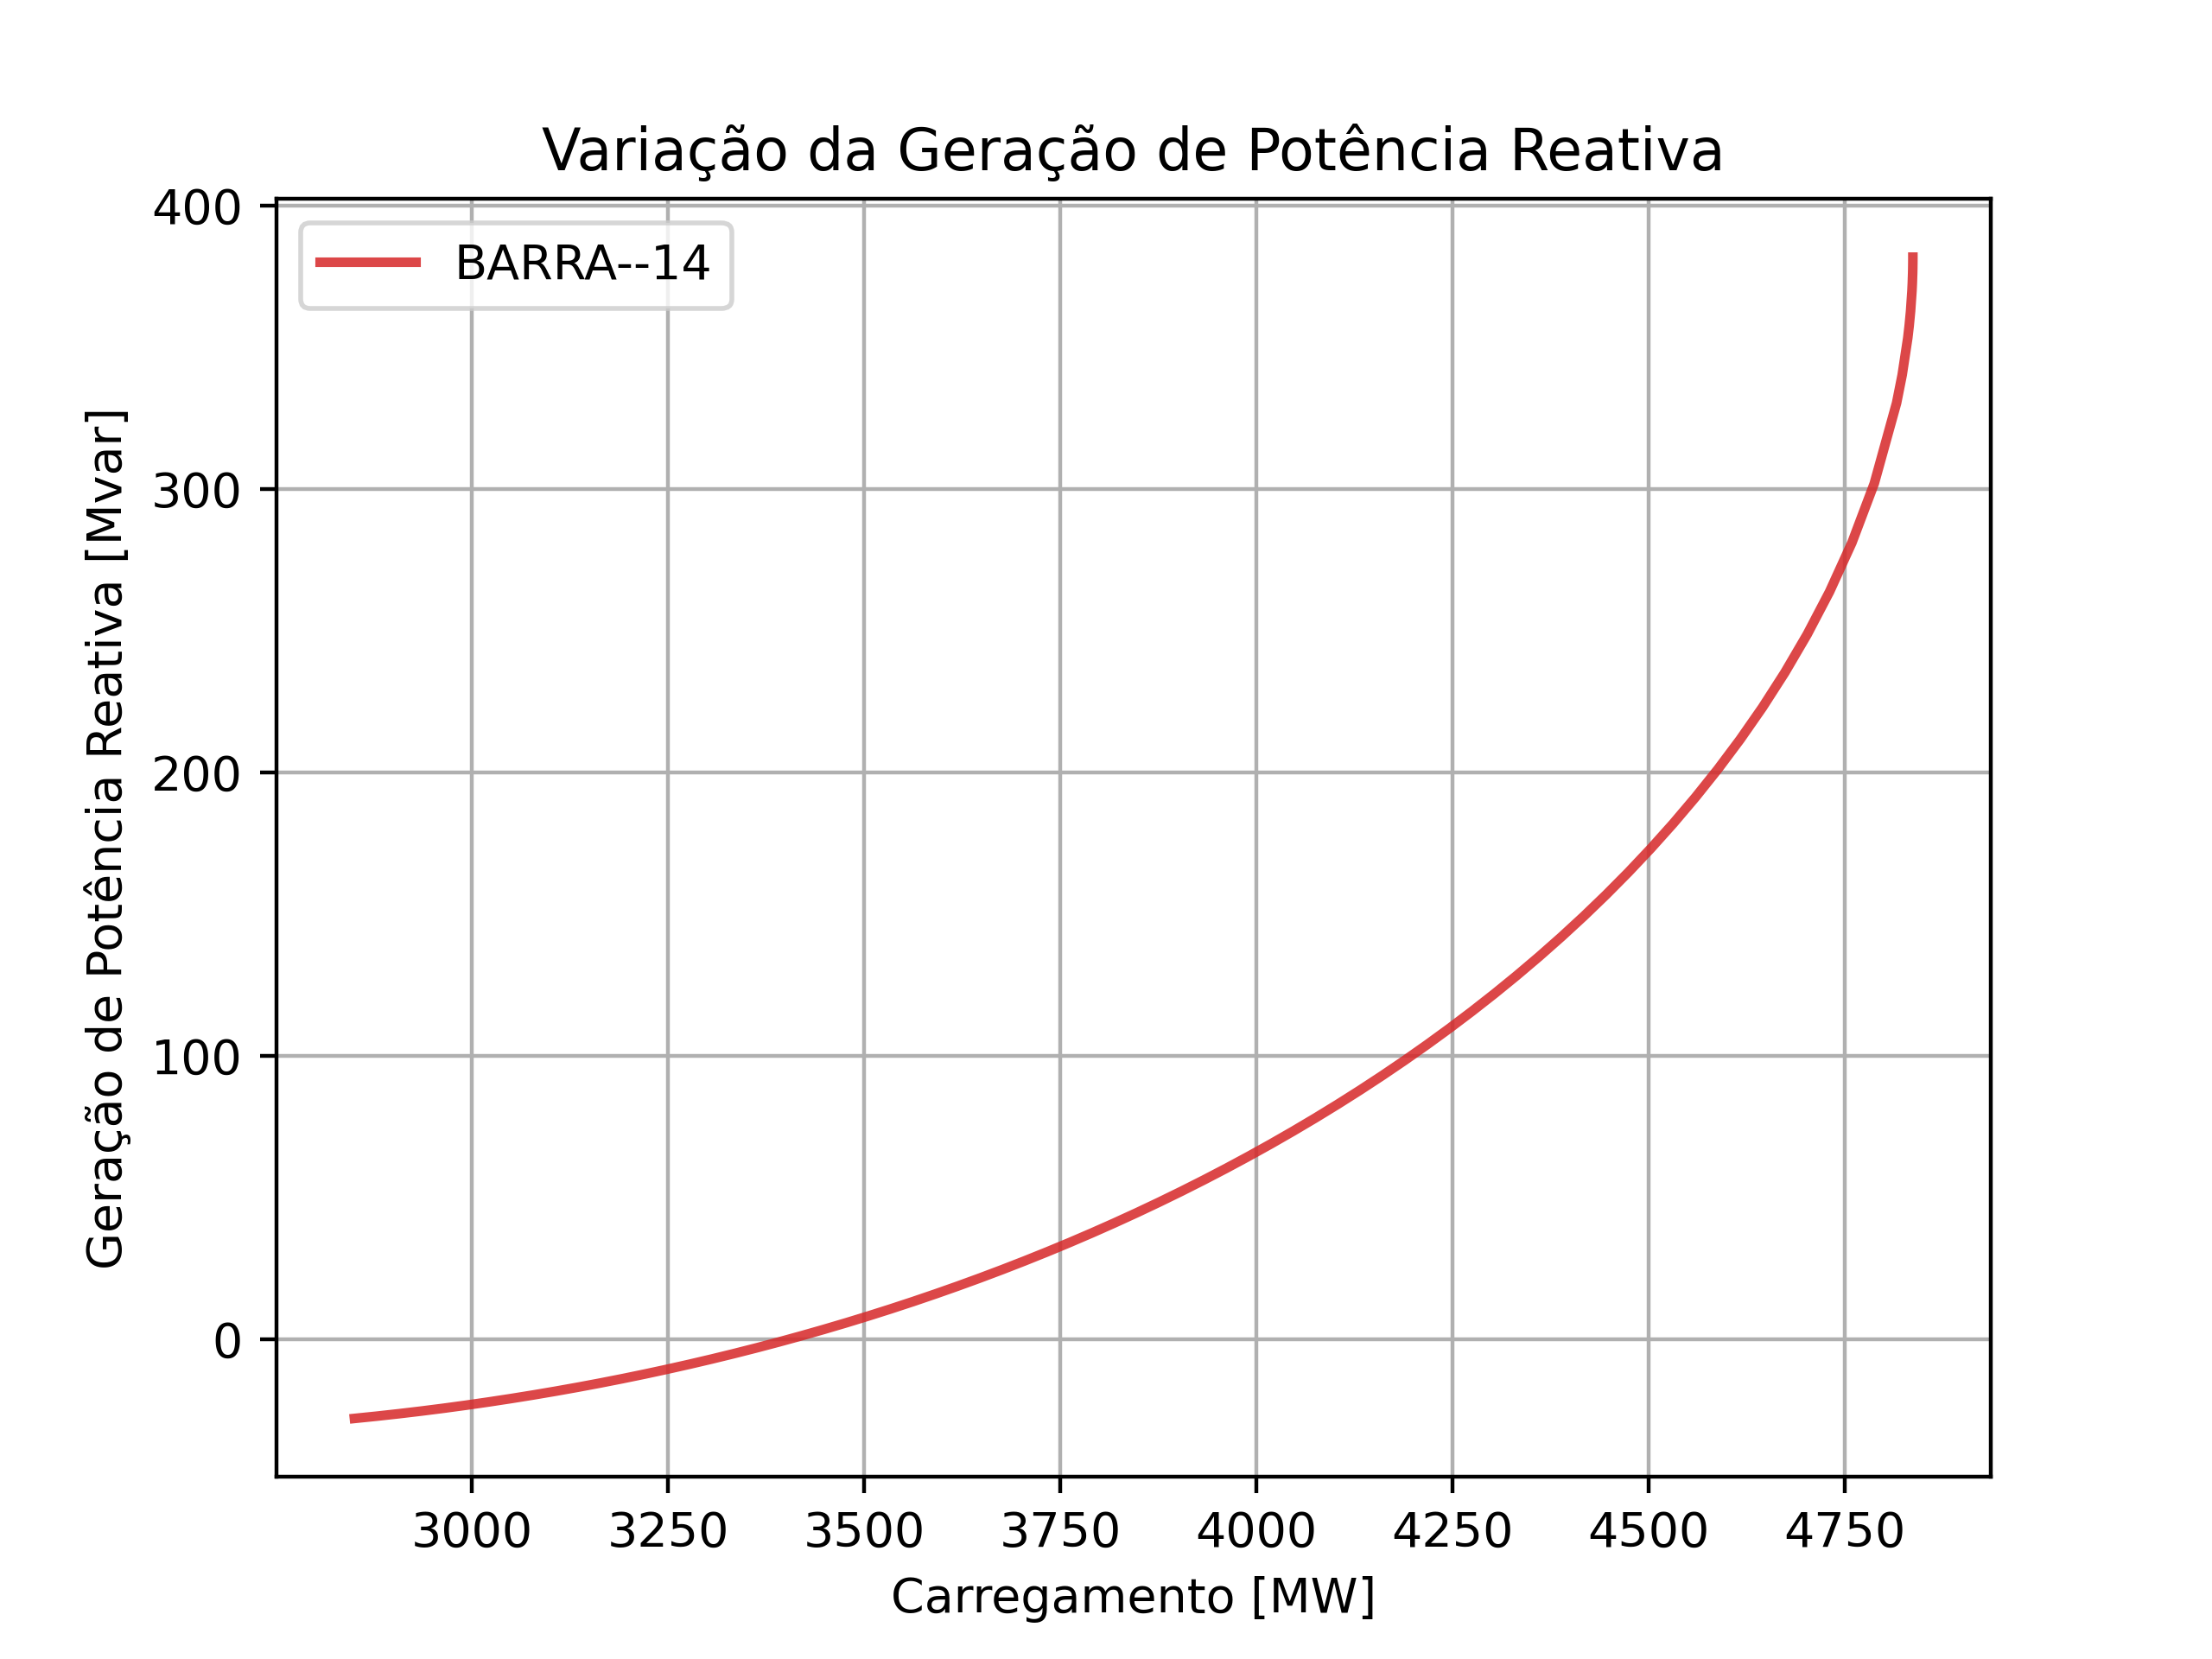 Variação da Geração de Potência Reativa
BARRA--14
Geração de Potência Reativa [Mvar]
400
300
200
100
0
3000 3250 3500 3750 4000 4250 4500 4750
Carregamento [MW]